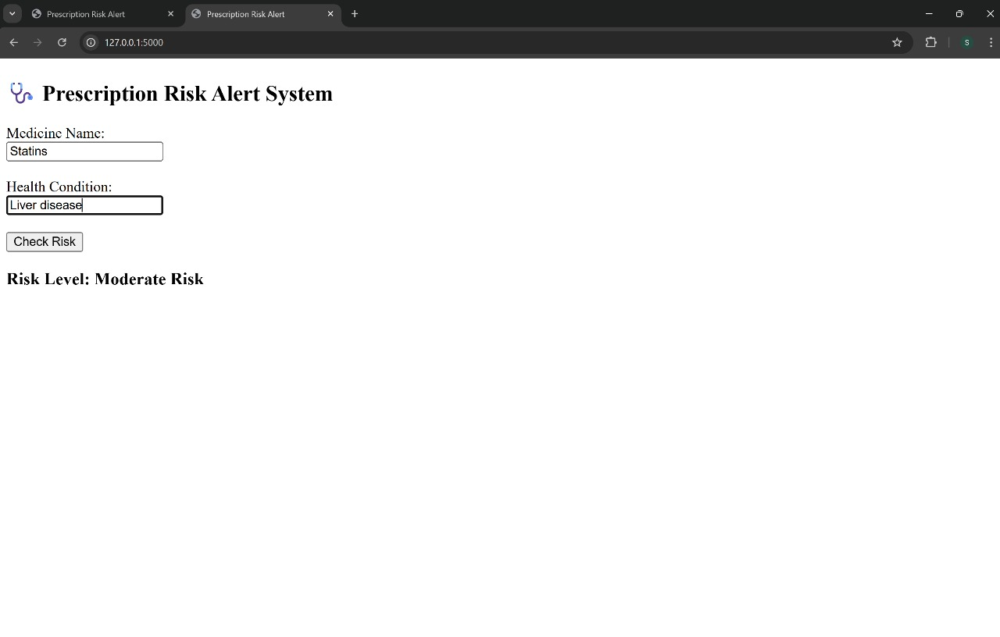 Prescription Risk Alert
Prescription Risk Alert
127.0.0.1:5000
S
Prescription Risk Alert System
Medicine Name:
Statins
Health Condition:
Liver disease
Check Risk
Risk Level: Moderate Risk